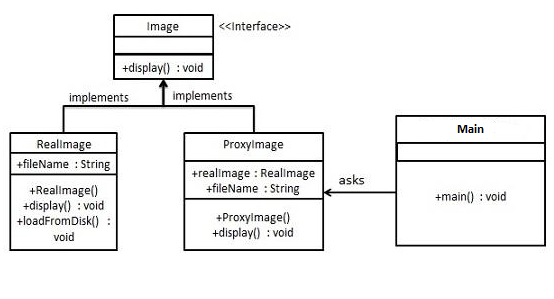 Image
<<Interface>>
+display() : void
implements
implements
RealImage
+fileName : String
+RealImage()
+display() : void
+loadFromDisk() :
void
ProxyImage
+realImage : RealImage
+fileName : String
+ProxyImage()
+display() : void
asks
Main
+main() : void